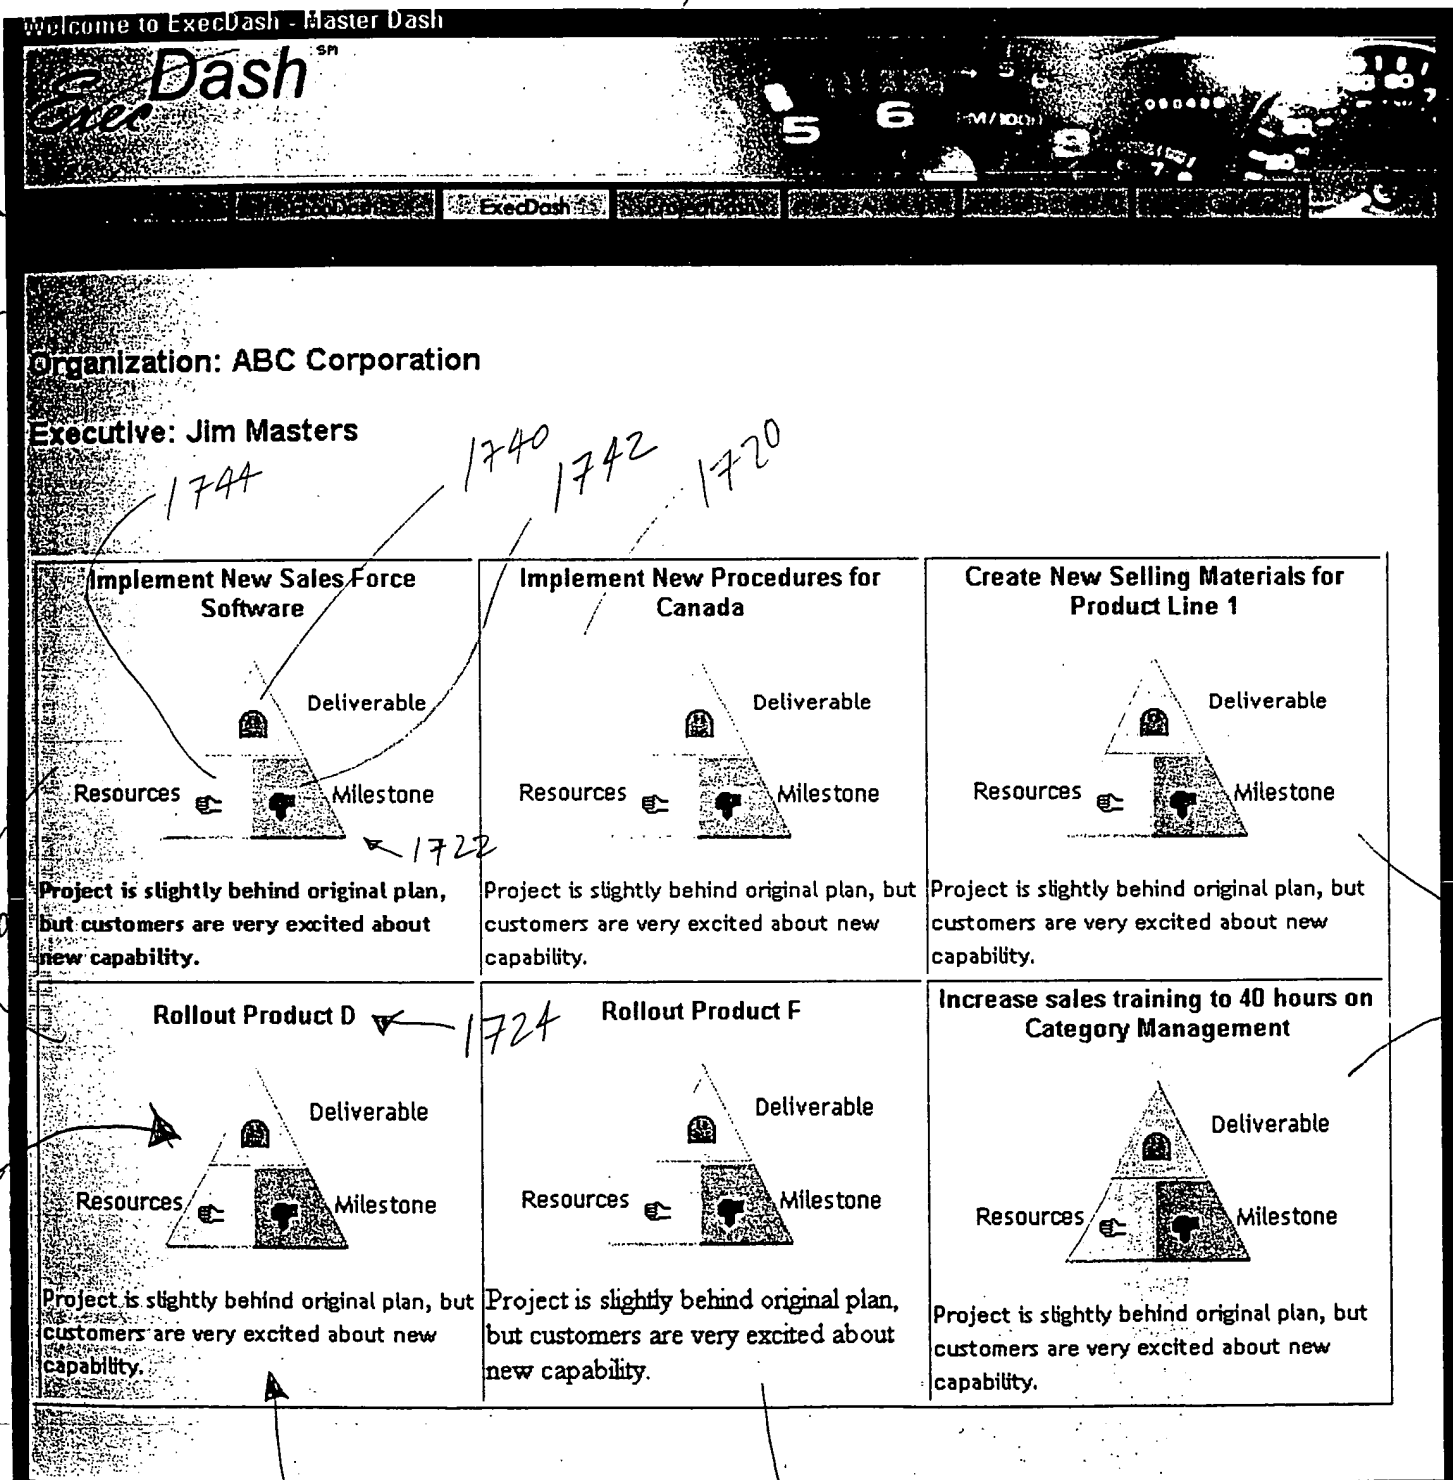 Welcome to ExecDash - Master Dash
ExecDash SM
5 6
ExecDash
Organization: ABC Corporation
Executive: Jim Masters
1744
1740
1742
1720
Implement New Sales Force
Software
Deliverable
Resources
Milestone
1722
Project is slightly behind original plan,
but customers are very excited about
new capability.
Implement New Procedures for
Canada
Deliverable
Resources
Milestone
Project is slightly behind original plan, but
customers are very excited about new
capability.
Create New Selling Materials for
Product Line 1
Deliverable
Resources
Milestone
Project is slightly behind original plan, but
customers are very excited about new
capability.
Rollout Product D
1724
Deliverable
Resources
Milestone
Project is slightly behind original plan, but
customers are very excited about new
capability.
Rollout Product F
Deliverable
Resources
Milestone
Project is slightly behind original plan,
but customers are very excited about
new capability.
Increase sales training to 40 hours on
Category Management
Deliverable
Resources
Milestone
Project is slightly behind original plan, but
customers are very excited about new
capability.